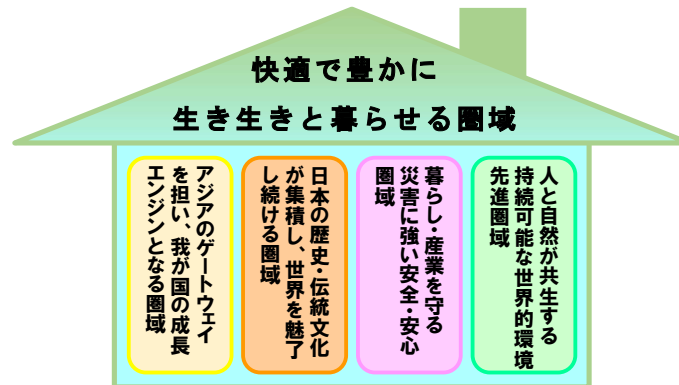 快適で豊かに
生き生きと暮らせる圏域
アジアのゲートウェイ
を担い、我が国の成長
エンジンとなる圏域
日本の歴史・伝統文化
が集積し、世界を魅了
し続ける圏域
暮らし・産業を守る
災害に強い安全・安心
圏域
人と自然が共生する
持続可能な世界的環境
先進圏域